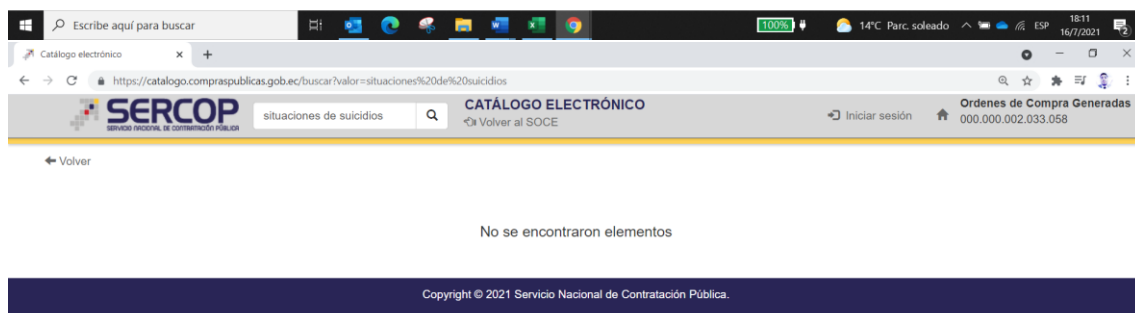 Escribe aquí para buscar
100%
14°C Parc. soleado
ESP
18:11
16/7/2021
2
Catálogo electrónico
https://catalogo.compraspublicas.gob.ec/buscar?valor=situaciones%20de%20suicidios
SERCOP
SERVICIO NACIONAL DE CONTRATACIÓN PÚBLICA
situaciones de suicidios
CATÁLOGO ELECTRÓNICO
Volver al SOCE
Iniciar sesión
Ordenes de Compra Generadas
000.000.002.033.058
Volver
No se encontraron elementos
Copyright © 2021 Servicio Nacional de Contratación Pública.